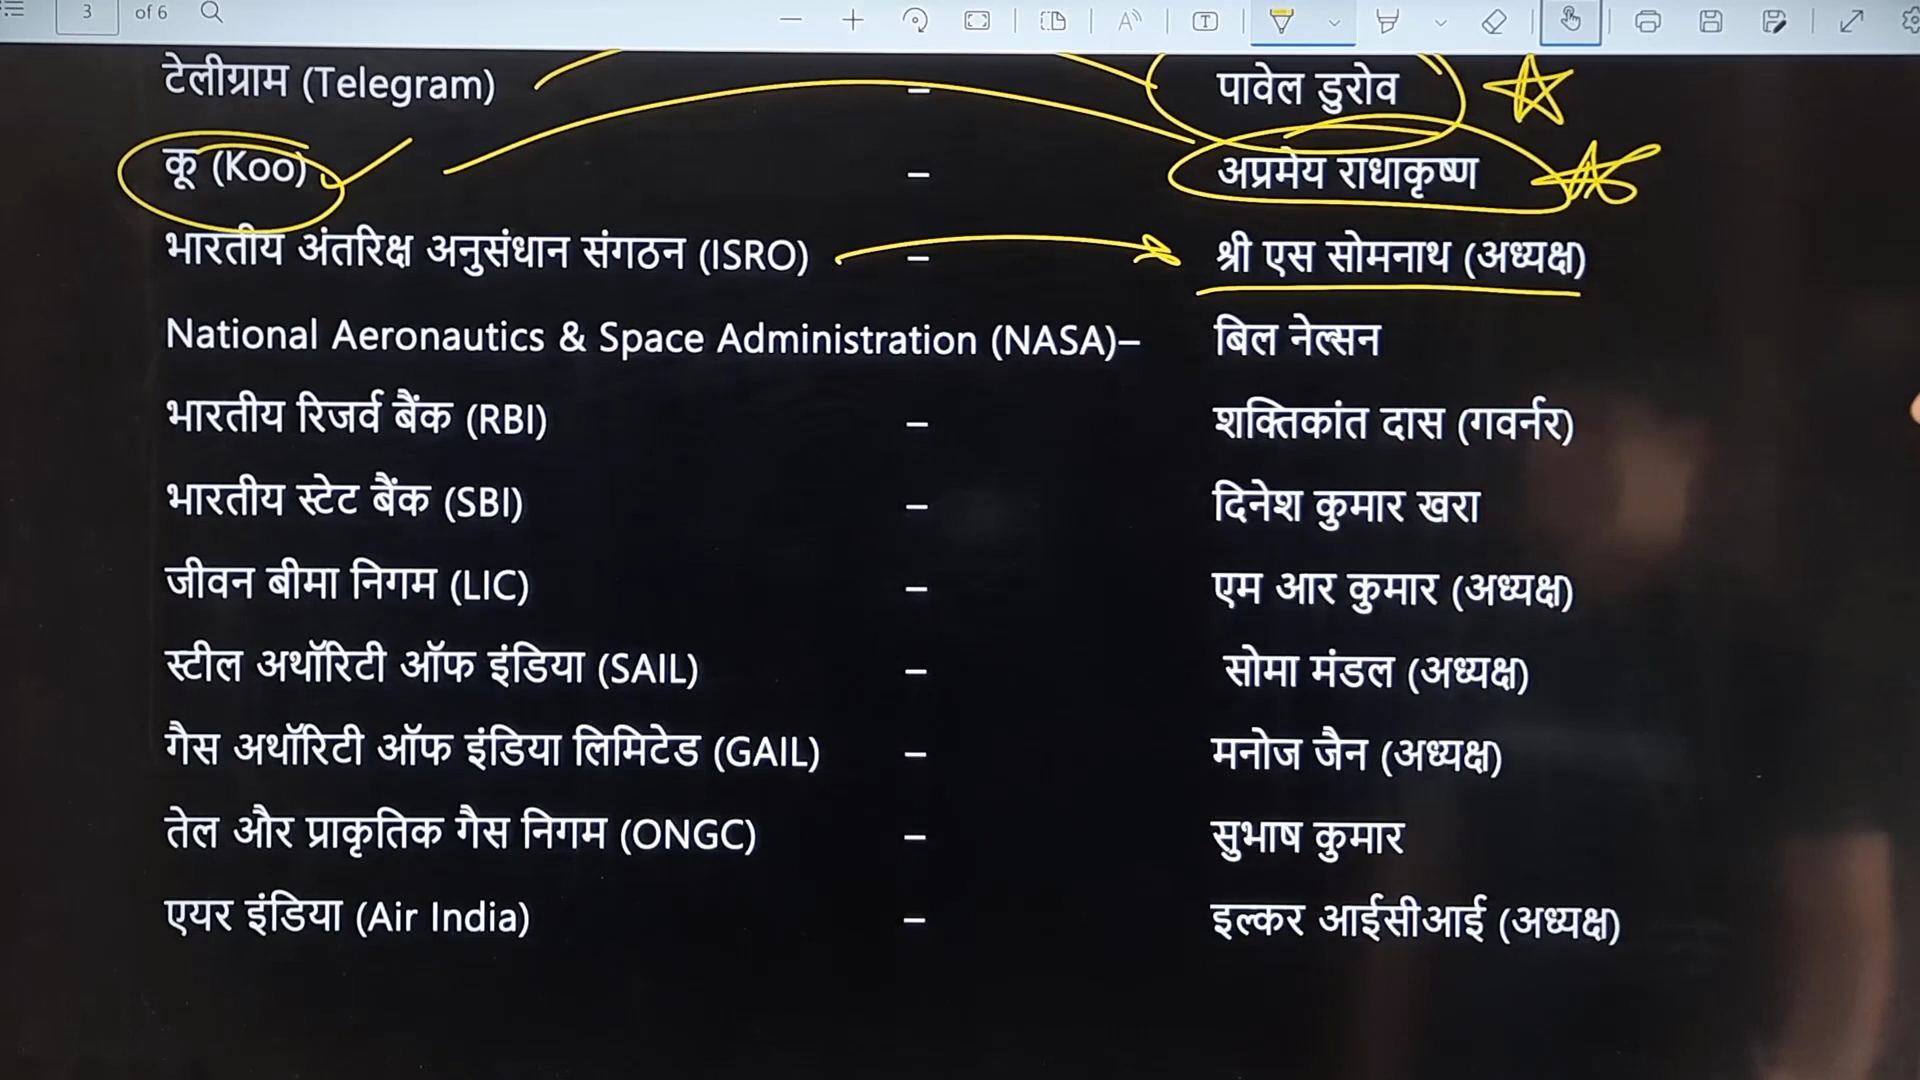 3 of 6
टेलीग्राम (Telegram) – पावेल डुरोव
कू (Koo) – अप्रमेय राधाकृष्ण
भारतीय अंतरिक्ष अनुसंधान संगठन (ISRO) – श्री एस सोमनाथ (अध्यक्ष)
National Aeronautics & Space Administration (NASA)– बिल नेल्सन
भारतीय रिजर्व बैंक (RBI) – शक्तिकांत दास (गवर्नर)
भारतीय स्टेट बैंक (SBI) – दिनेश कुमार खरा
जीवन बीमा निगम (LIC) – एम आर कुमार (अध्यक्ष)
स्टील अथॉरिटी ऑफ इंडिया (SAIL) – सोमा मंडल (अध्यक्ष)
गैस अथॉरिटी ऑफ इंडिया लिमिटेड (GAIL) – मनोज जैन (अध्यक्ष)
तेल और प्राकृतिक गैस निगम (ONGC) – सुभाष कुमार
एयर इंडिया (Air India) – इल्कर आईसीआई (अध्यक्ष)